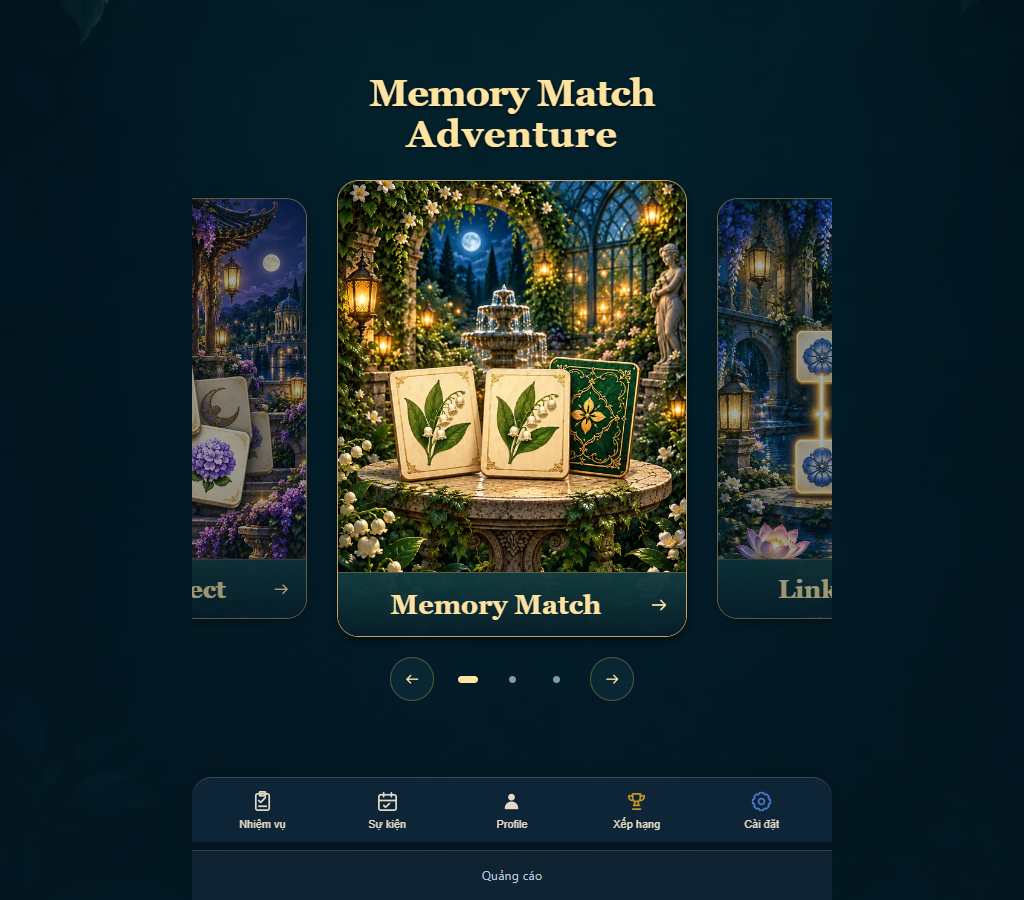 Memory Match
Adventure
ect
Memory Match
Link
Nhiệm vụ
Sự kiện
Profile
Xếp hạng
Cài đặt
Quảng cáo